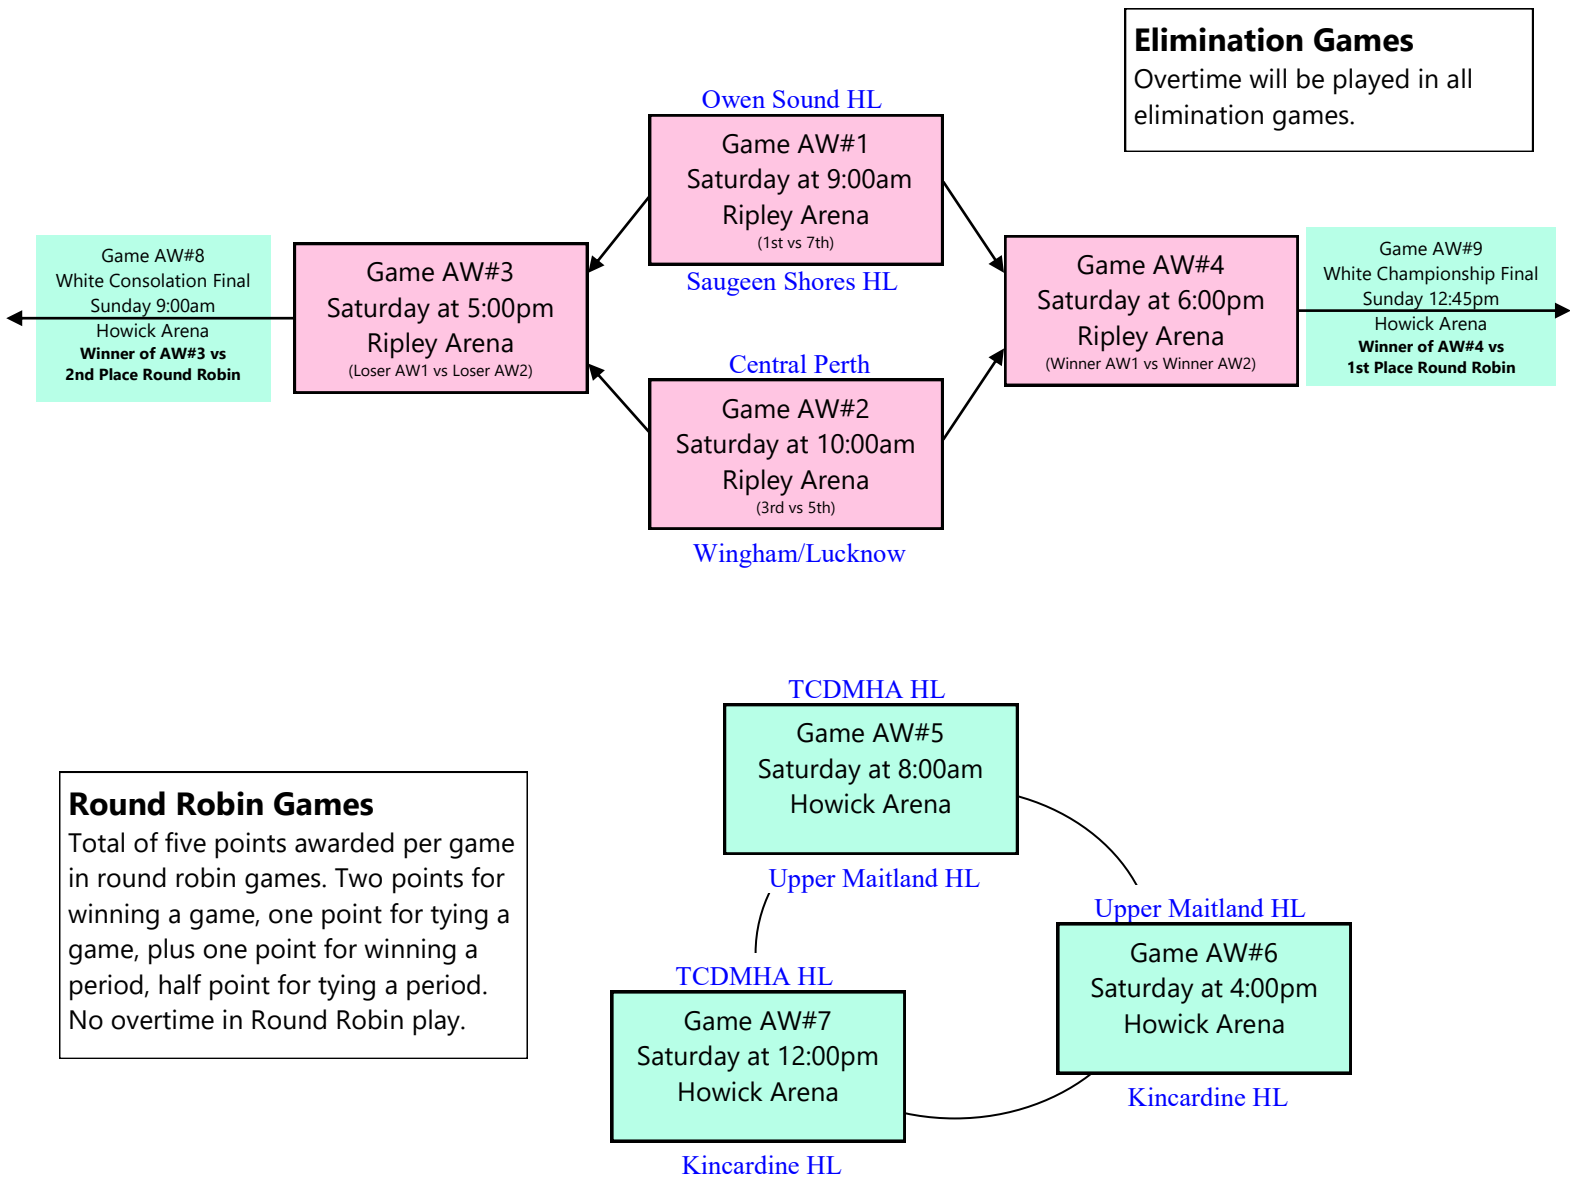 Elimination Games
Overtime will be played in all
elimination games.
Owen Sound HL
Game AW#1
Saturday at 9:00am
Ripley Arena
(1st vs 7th)
Saugeen Shores HL
Game AW#8
White Consolation Final
Sunday 9:00am
Howick Arena
Winner of AW#3 vs
2nd Place Round Robin
Game AW#3
Saturday at 5:00pm
Ripley Arena
(Loser AW1 vs Loser AW2)
Game AW#4
Saturday at 6:00pm
Ripley Arena
(Winner AW1 vs Winner AW2)
Game AW#9
White Championship Final
Sunday 12:45pm
Howick Arena
Winner of AW#4 vs
1st Place Round Robin
Central Perth
Game AW#2
Saturday at 10:00am
Ripley Arena
(3rd vs 5th)
Wingham/Lucknow
TCDMHA HL
Game AW#5
Saturday at 8:00am
Howick Arena
Upper Maitland HL
Round Robin Games
Total of five points awarded per game
in round robin games. Two points for
winning a game, one point for tying a
game, plus one point for winning a
period, half point for tying a period.
No overtime in Round Robin play.
Upper Maitland HL
Game AW#6
Saturday at 4:00pm
Howick Arena
Kincardine HL
TCDMHA HL
Game AW#7
Saturday at 12:00pm
Howick Arena
Kincardine HL